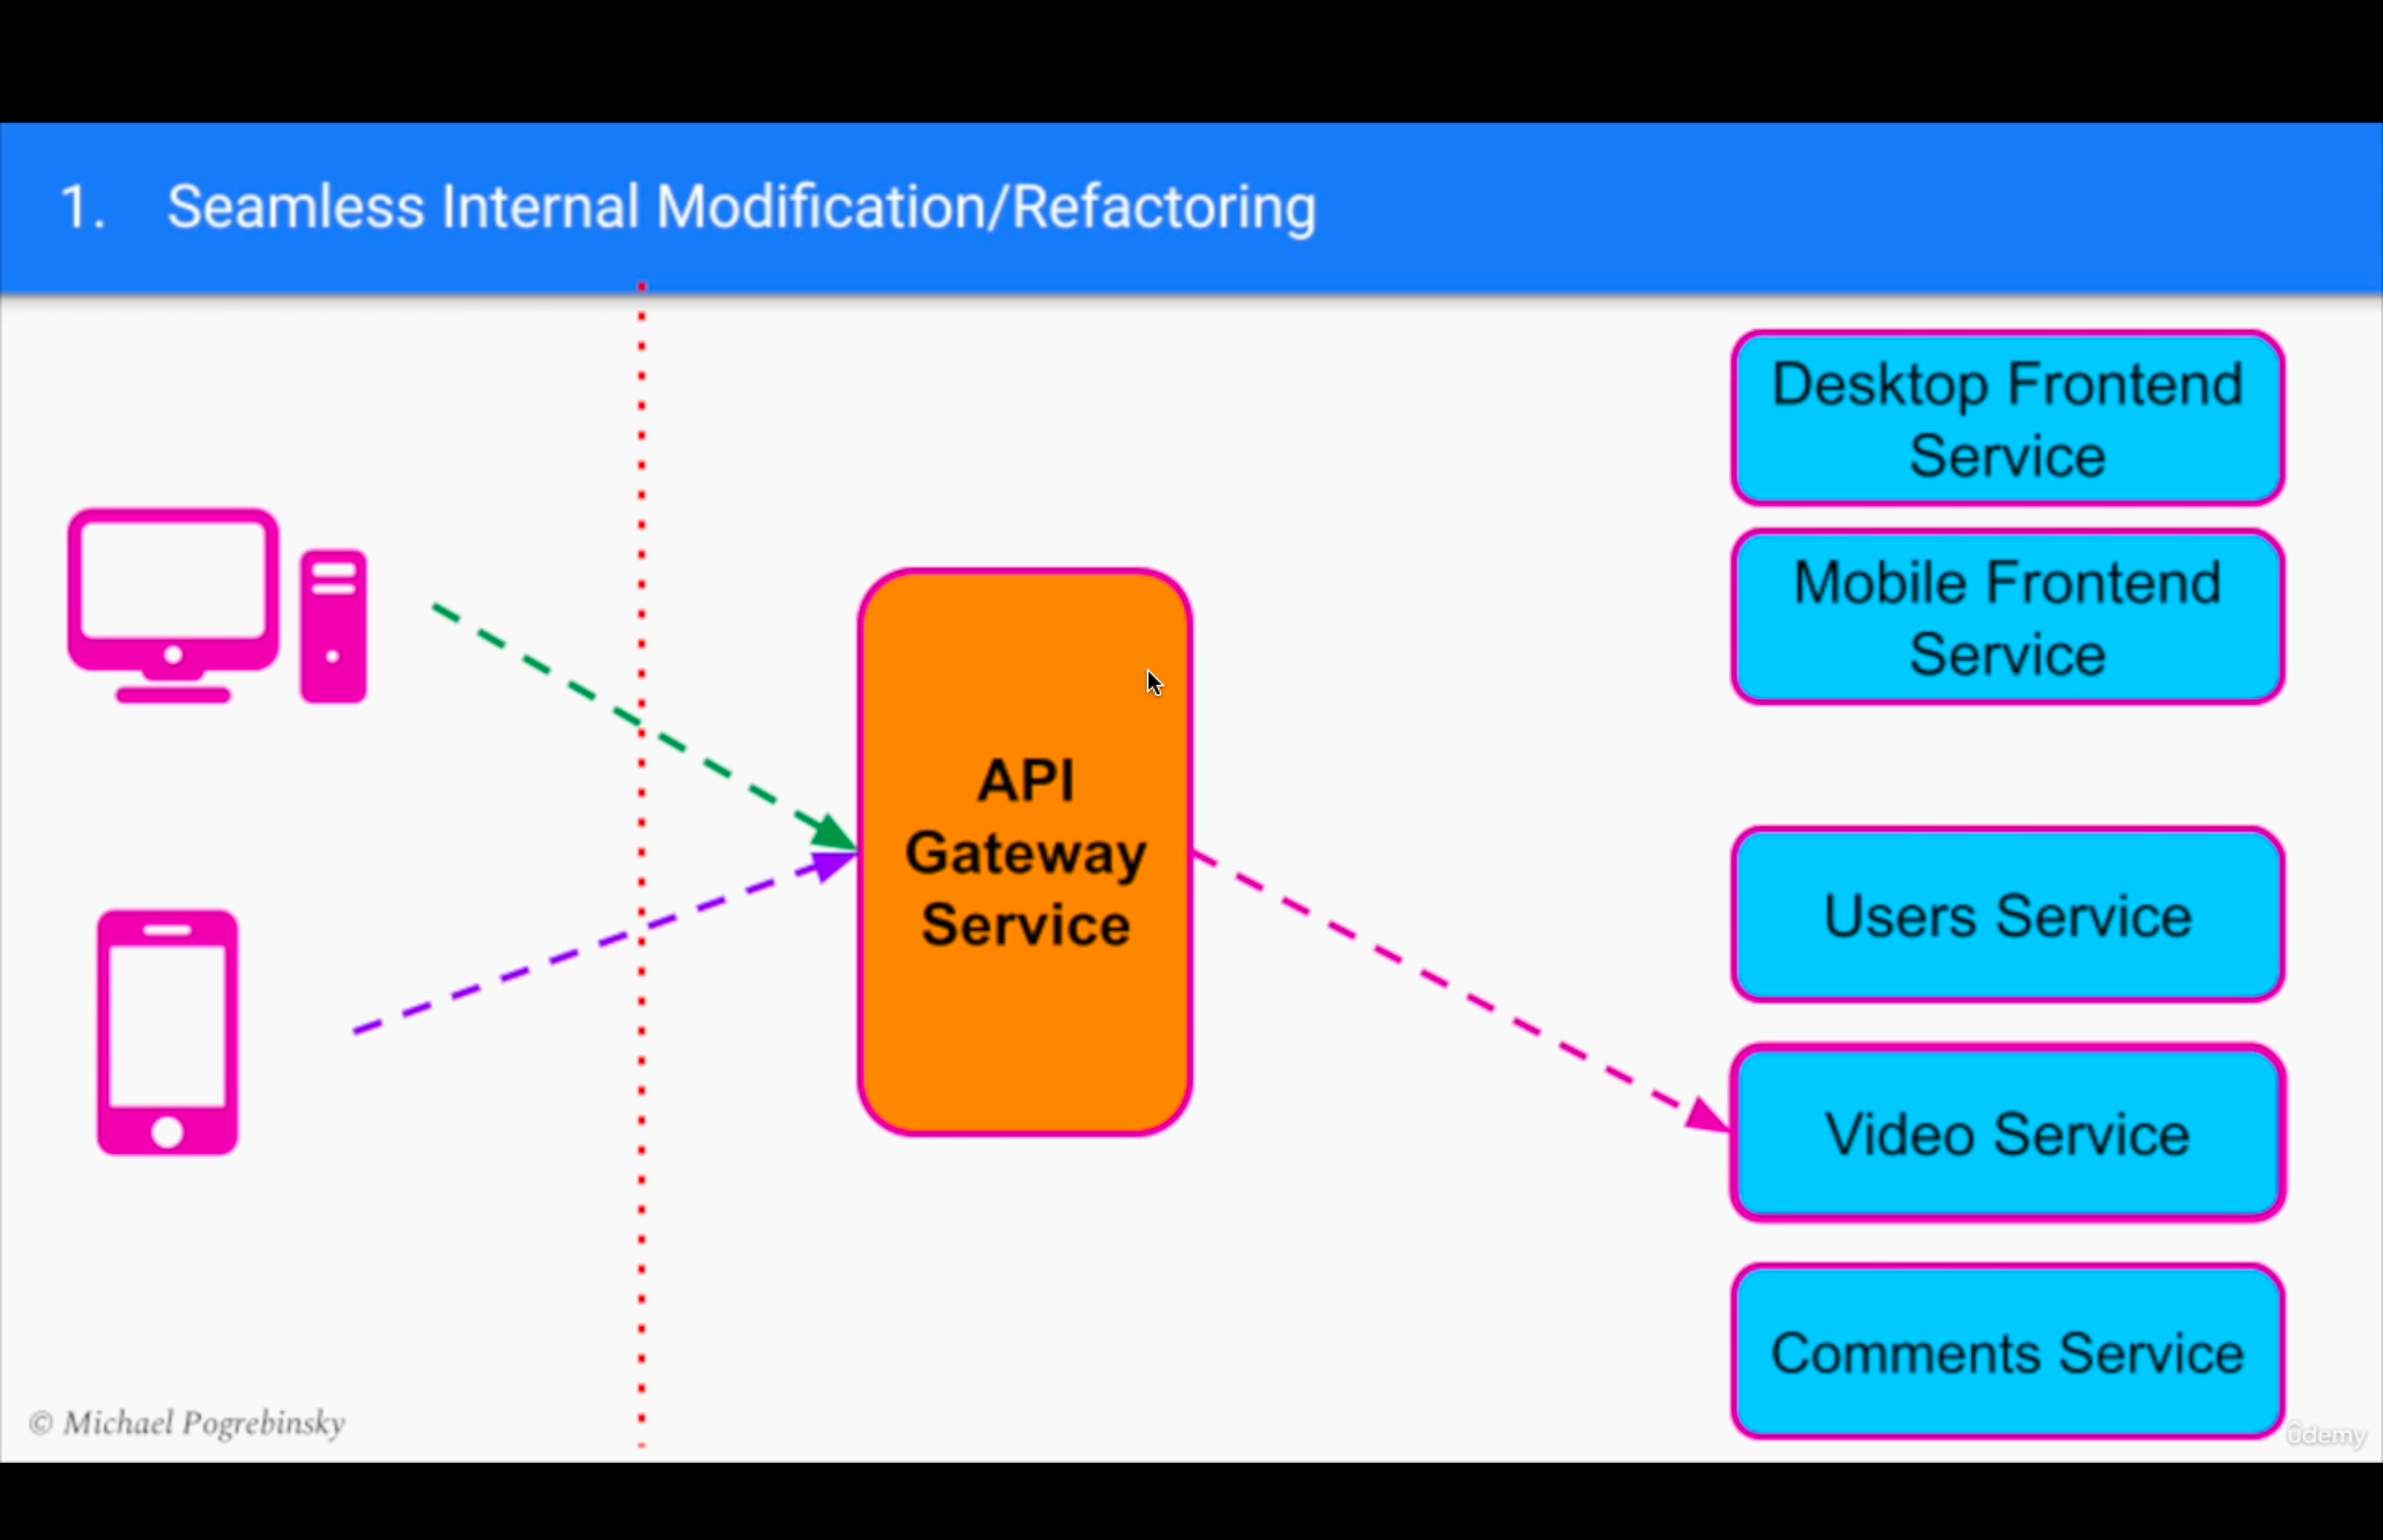 1. Seamless Internal Modification/Refactoring
Desktop Frontend
Service
Mobile Frontend
Service
API
Gateway
Service
Users Service
Video Service
Comments Service
© Michael Pogrebinsky
ûdemy